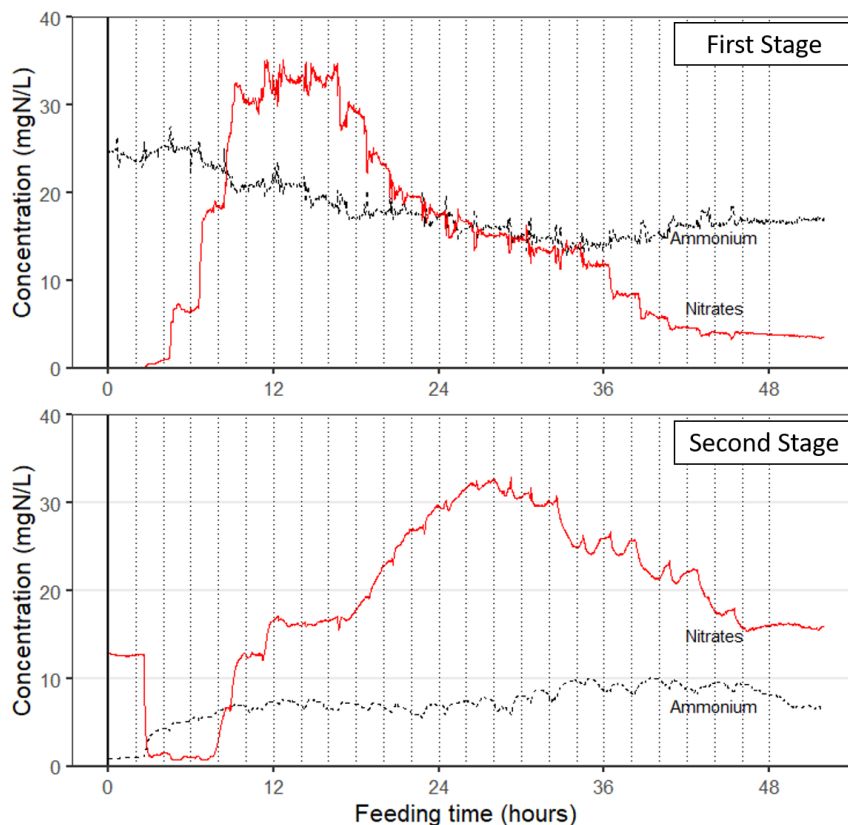 First Stage
Concentration (mgN/L)
40
30
20
10
0
Ammonium
Nitrates
0 12 24 36 48
Second Stage
Concentration (mgN/L)
40
30
20
10
0
Nitrates
Ammonium
0 12 24 36 48
Feeding time (hours)